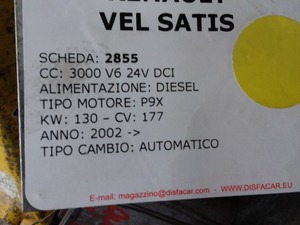 RENAULT
VEL SATIS
SCHEDA: 2855
CC: 3000 V6 24V DCI
ALIMENTAZIONE: DIESEL
TIPO MOTORE: P9X
KW: 130 – CV: 177
ANNO: 2002 ->
TIPO CAMBIO: AUTOMATICO
E-mail: magazzino@disfacar.com - www.DISFACAR.EU